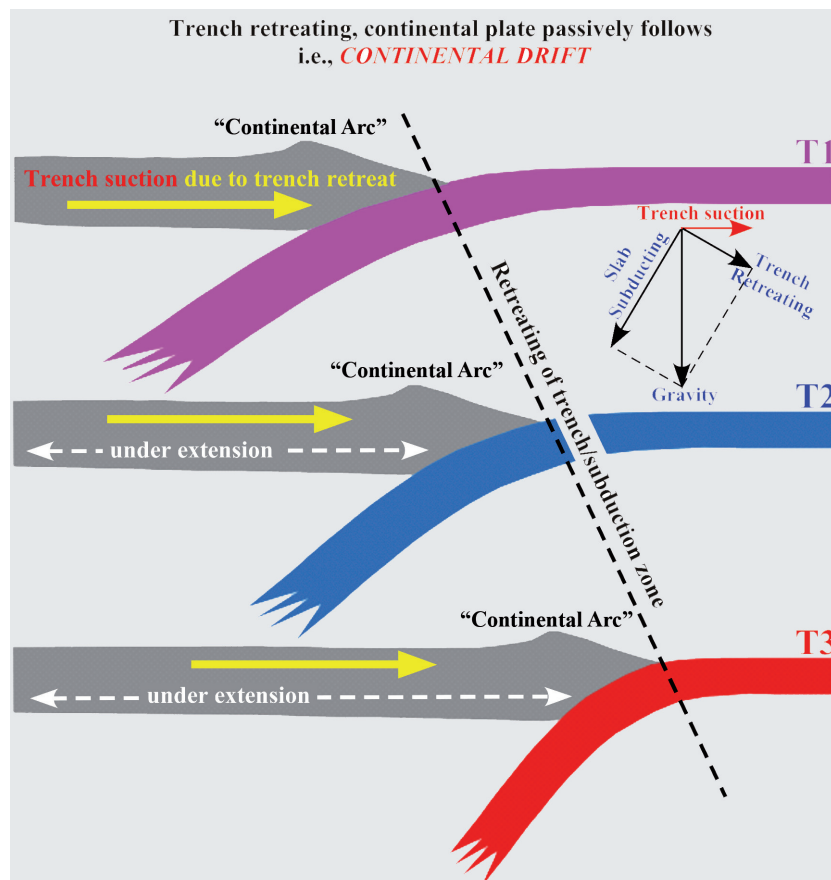 Trench retreating, continental plate passively follows
i.e., CONTINENTAL DRIFT
“Continental Arc”
T1
Trench suction due to trench retreat
Trench suction
Slab
Subducting
Trench
Retreating
Gravity
Retreating of trench/subduction zone
“Continental Arc”
T2
under extension
“Continental Arc”
T3
under extension